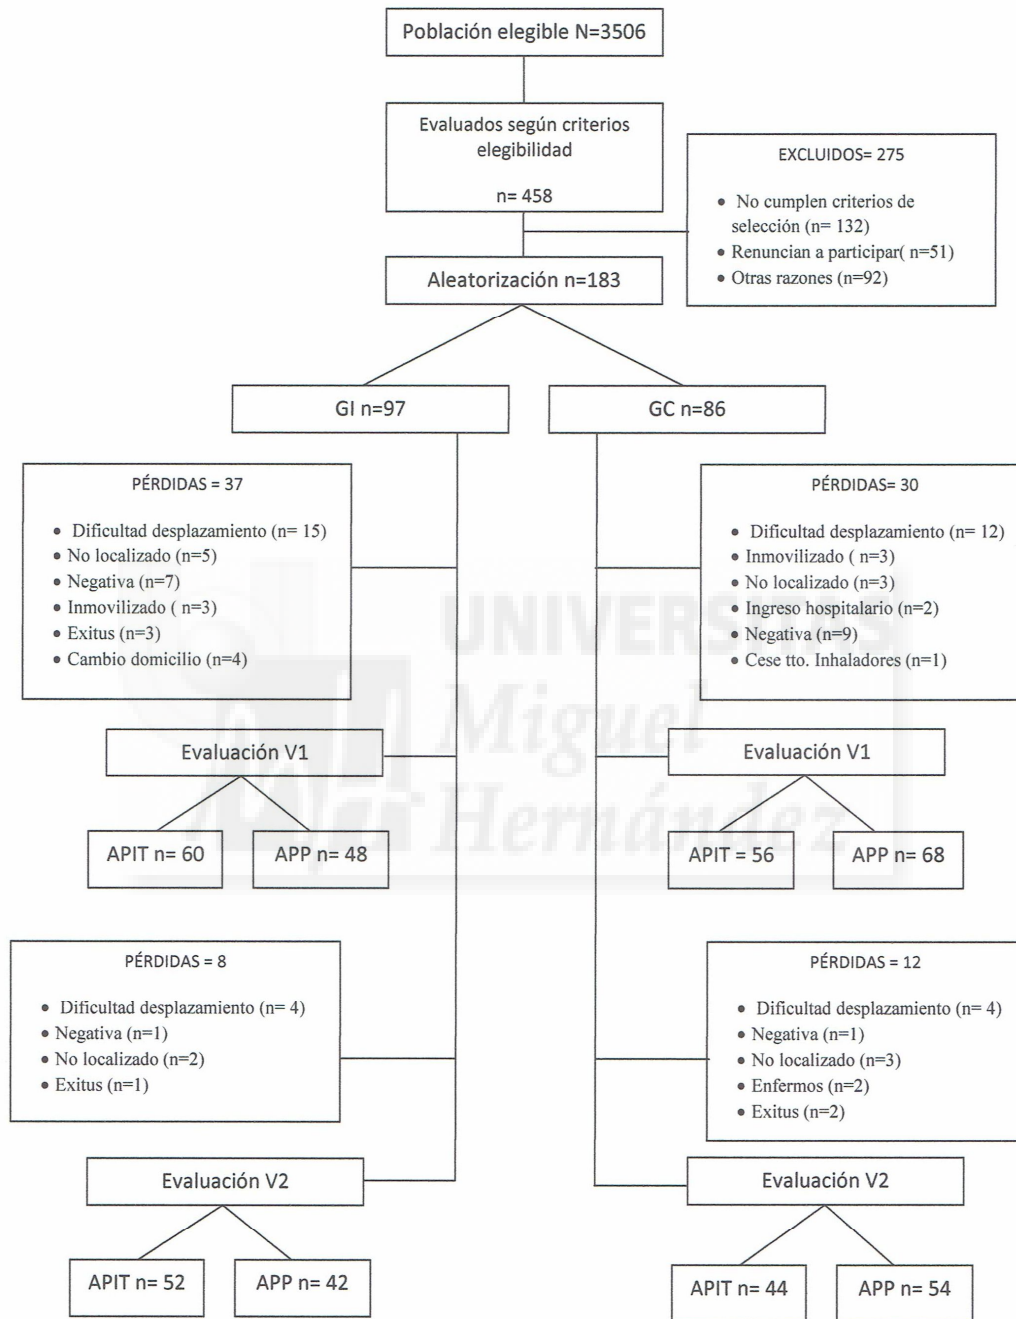 Población elegible N=3506
Evaluados según criterios
elegibilidad
n= 458
EXCLUIDOS= 275
• No cumplen criterios de
selección (n= 132)
• Renuncian a participar( n=51)
• Otras razones (n=92)
Aleatorización n=183
GI n=97
GC n=86
PÉRDIDAS = 37
• Dificultad desplazamiento (n= 15)
• No localizado (n=5)
• Negativa (n=7)
• Inmovilizado ( n=3)
• Exitus (n=3)
• Cambio domicilio (n=4)
PÉRDIDAS= 30
• Dificultad desplazamiento (n= 12)
• Inmovilizado ( n=3)
• No localizado (n=3)
• Ingreso hospitalario (n=2)
• Negativa (n=9)
• Cese tto. Inhaladores (n=1)
UNIVERSITAS
Miguel
Hernández
Evaluación V1
APIT n= 60
APP n= 48
Evaluación V1
APIT = 56
APP n= 68
PÉRDIDAS = 8
• Dificultad desplazamiento (n= 4)
• Negativa (n=1)
• No localizado (n=2)
• Exitus (n=1)
PÉRDIDAS = 12
• Dificultad desplazamiento (n= 4)
• Negativa (n=1)
• No localizado (n=3)
• Enfermos (n=2)
• Exitus (n=2)
Evaluación V2
APIT n= 52
APP n= 42
Evaluación V2
APIT n= 44
APP n= 54